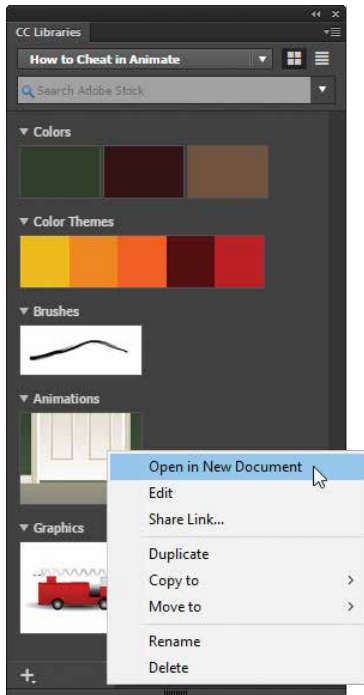 CC Libraries
How to Cheat in Animate
Search Adobe Stock
Colors
Color Themes
Brushes
Animations
Open in New Document
Edit
Share Link...
Graphics
Duplicate
Copy to
Move to
Rename
Delete